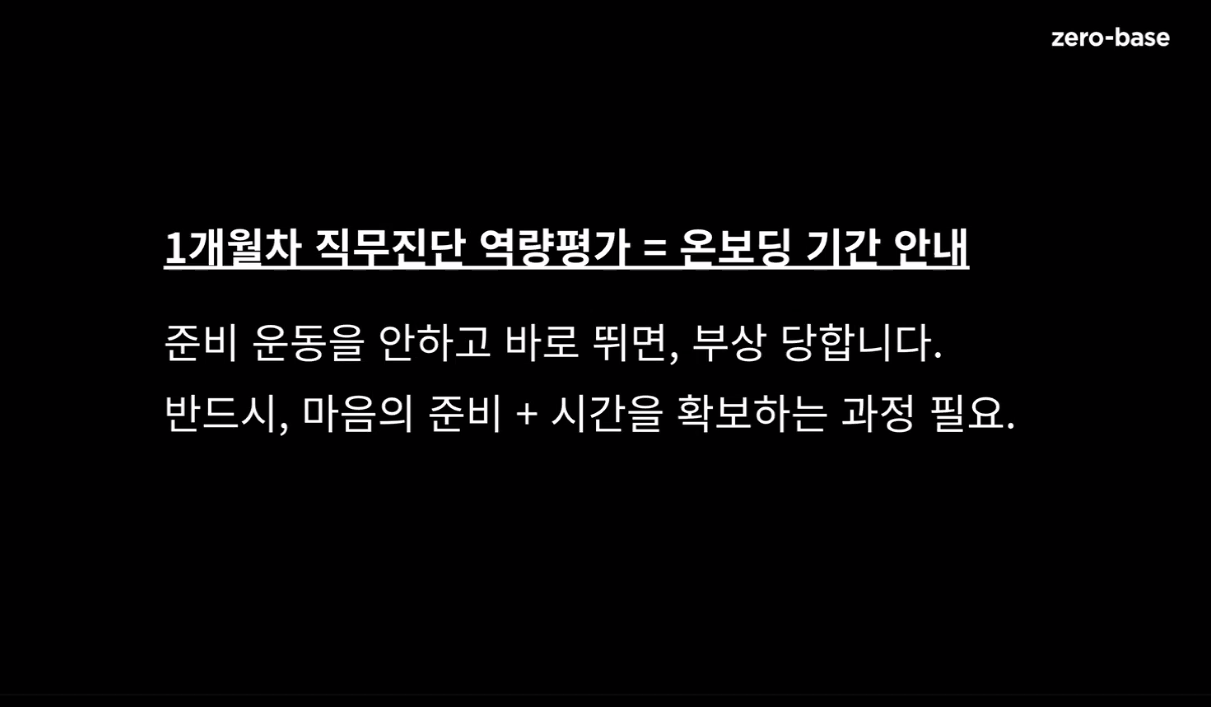 zero-base
1개월차 직무진단 역량평가 = 온보딩 기간 안내
준비 운동을 안하고 바로 뛰면, 부상 당합니다.
반드시, 마음의 준비 + 시간을 확보하는 과정 필요.